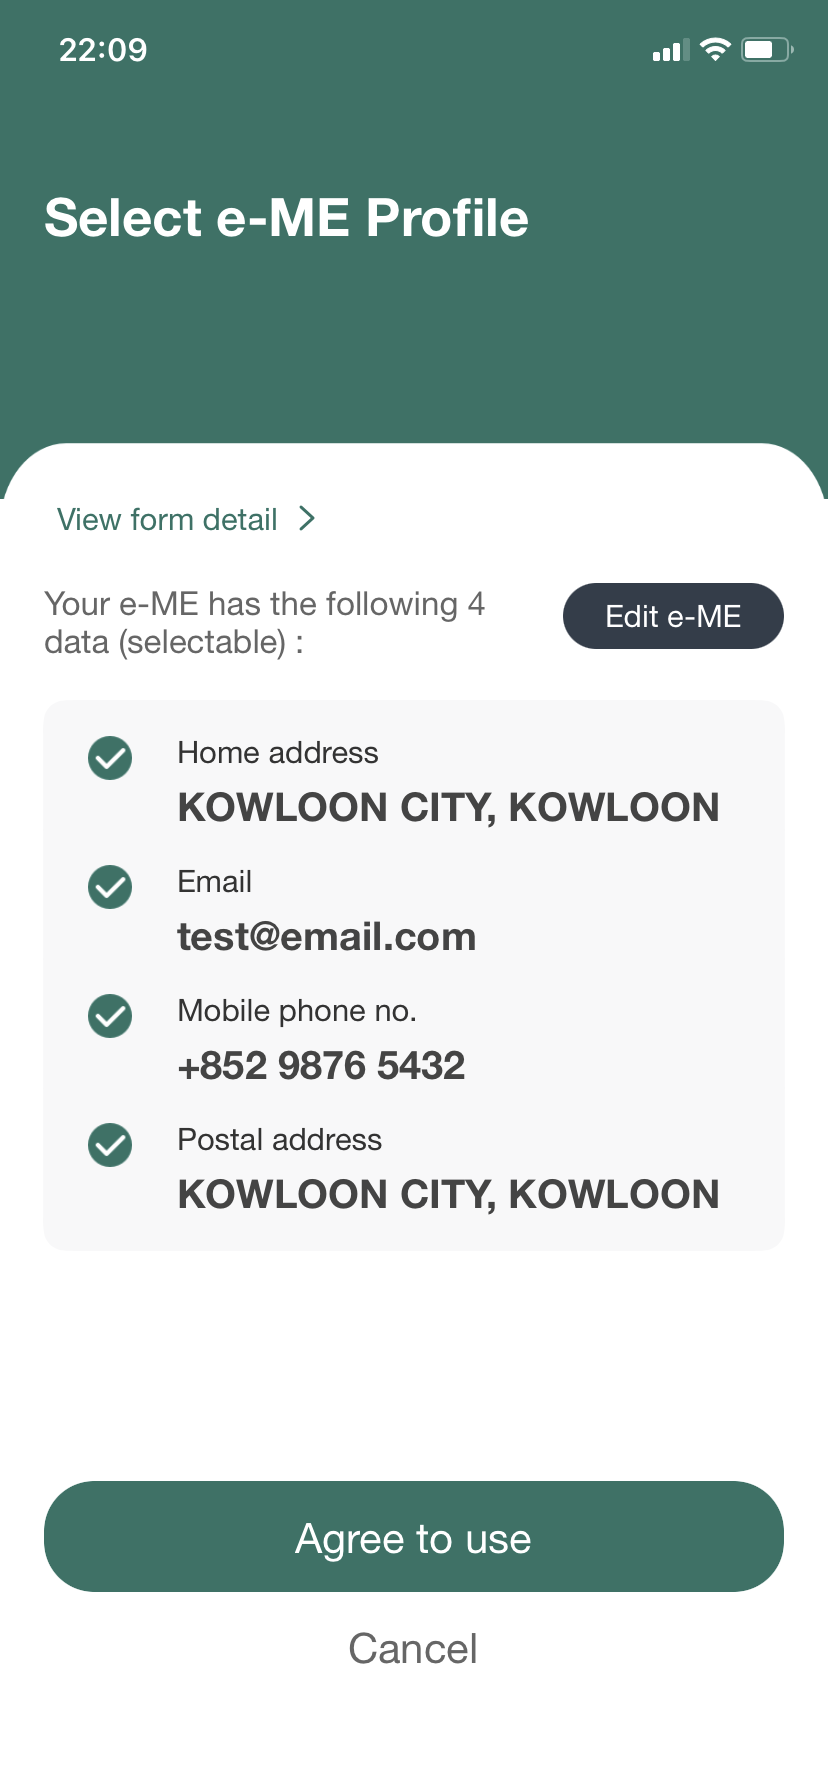 22:09
Select e-ME Profile
View form detail
Your e-ME has the following 4
data (selectable) :
Edit e-ME
Home address
KOWLOON CITY, KOWLOON
Email
test@email.com
Mobile phone no.
+852 9876 5432
Postal address
KOWLOON CITY, KOWLOON
Agree to use
Cancel